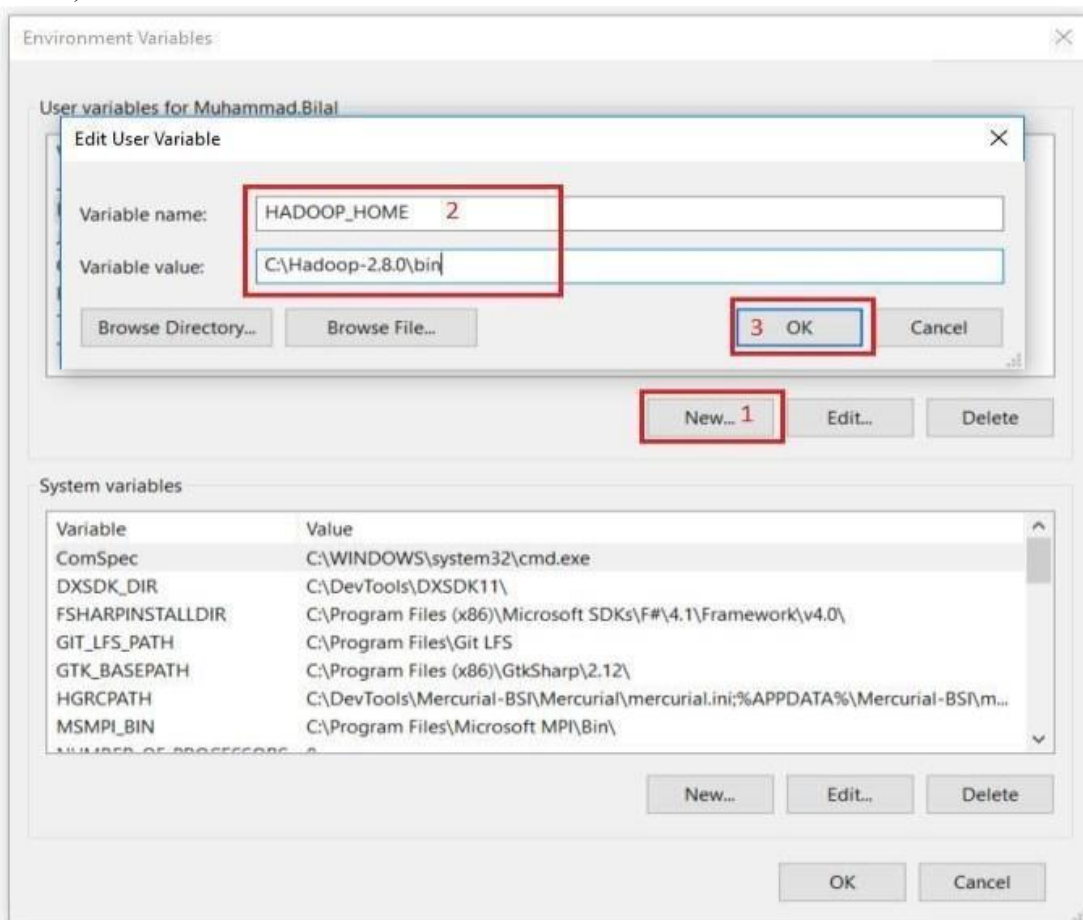 Environment Variables
User variables for Muhammad.Bilal
Edit User Variable
Variable name: HADOOP_HOME 2
Variable value: C:\Hadoop-2.8.0\bin
Browse Directory... Browse File... 3 OK Cancel
New... 1 Edit... Delete
System variables
Variable Value
ComSpec C:\WINDOWS\system32\cmd.exe
DXSDK_DIR C:\DevTools\DXSDK11\
FSHARPINSTALLDIR C:\Program Files (x86)\Microsoft SDKs\F#\4.1\Framework\v4.0\
GIT_LFS_PATH C:\Program Files\Git LFS
GTK_BASEPATH C:\Program Files (x86)\GtkSharp\2.12\
HGRCPATH C:\DevTools\Mercurial-BSI\Mercurial\mercurial.ini;%APPDATA%\Mercurial-BSI\m...
MSMPI_BIN C:\Program Files\Microsoft MPI\Bin\
NUMBER_OF_PROCESSORS
New... Edit... Delete
OK Cancel